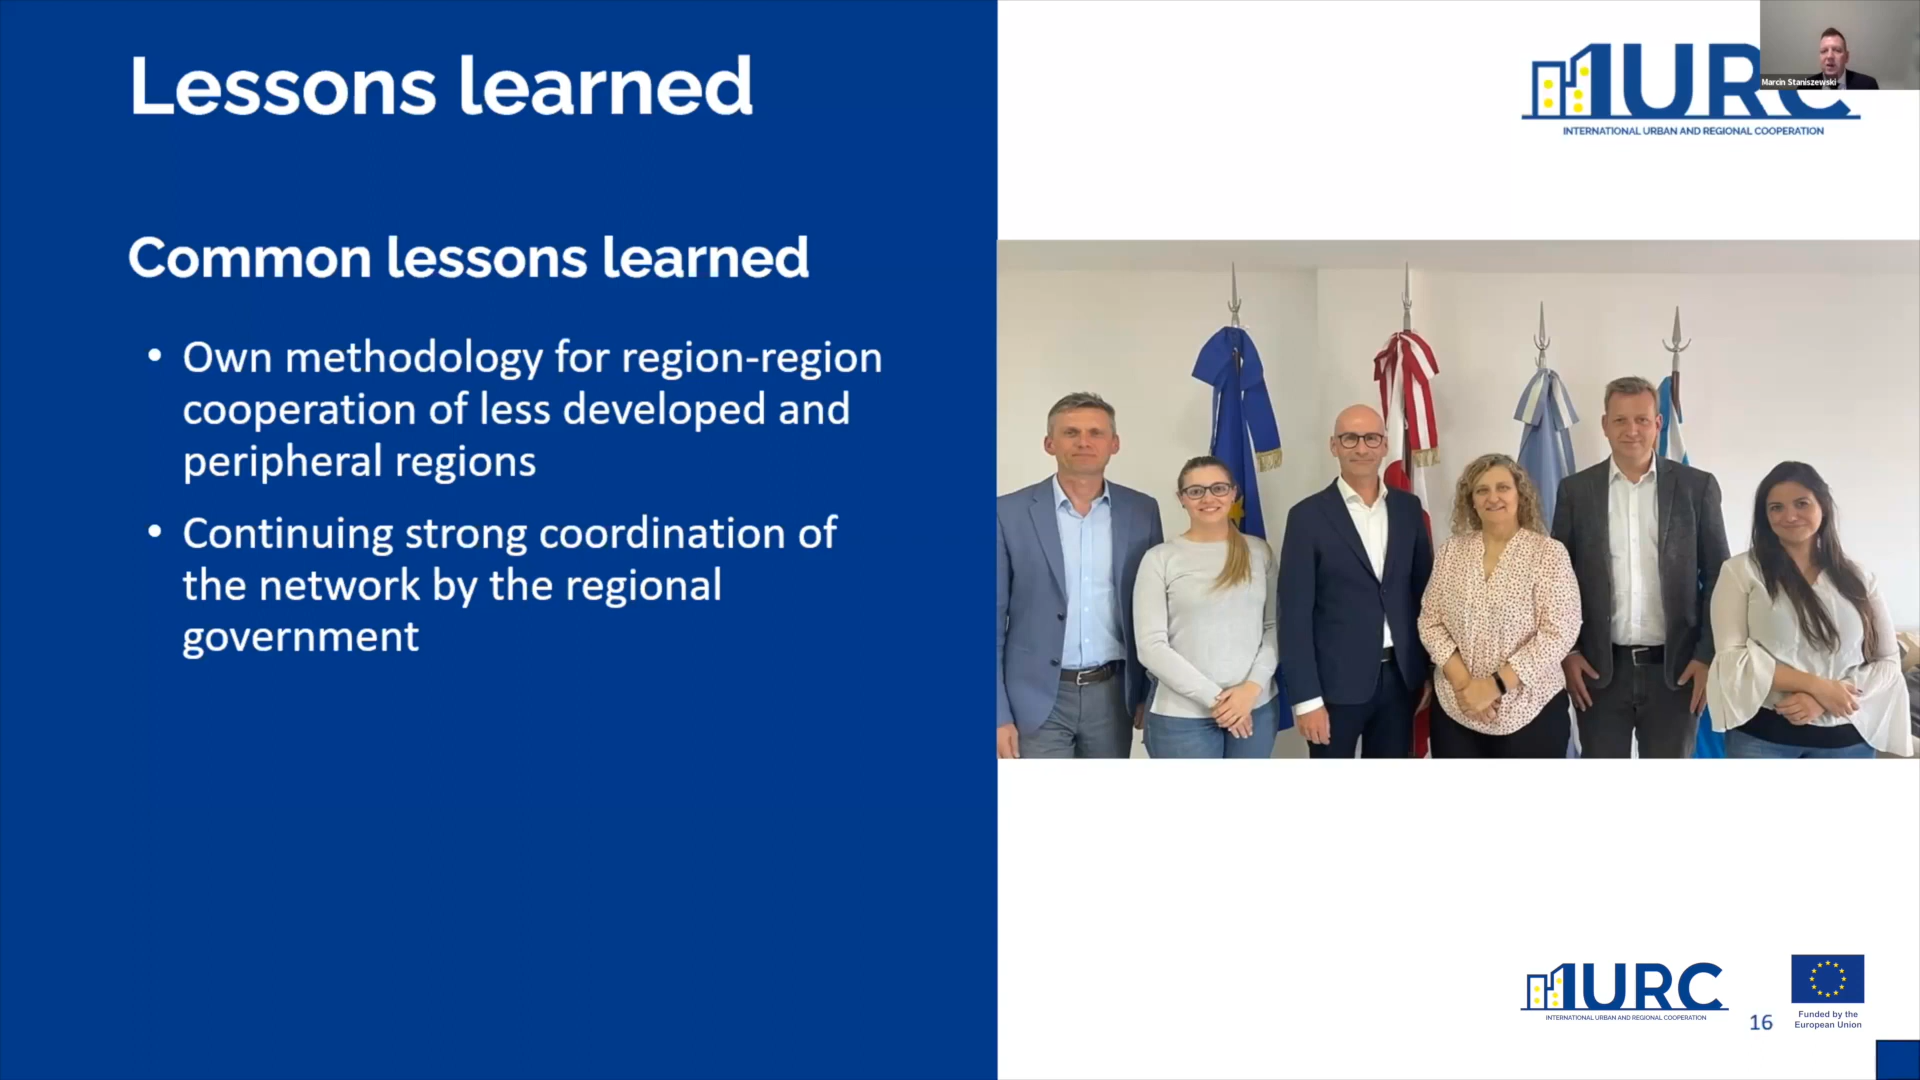 Lessons learned
Common lessons learned
• Own methodology for region-region
cooperation of less developed and
peripheral regions
• Continuing strong coordination of
the network by the regional
government
IURC
INTERNATIONAL URBAN AND REGIONAL COOPERATION
Marcin Staniszewski
IURC
INTERNATIONAL URBAN AND REGIONAL COOPERATION
16
Funded by the
European Union